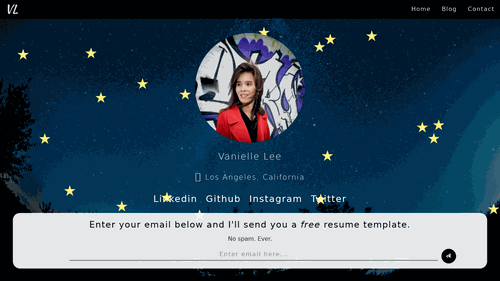 VL
Home Blog Contact
Vanielle Lee
Los Angeles, California
Linkedin Github Instagram Twitter
Enter your email below and I'll send you a free resume template.
No spam. Ever.
Enter email here...